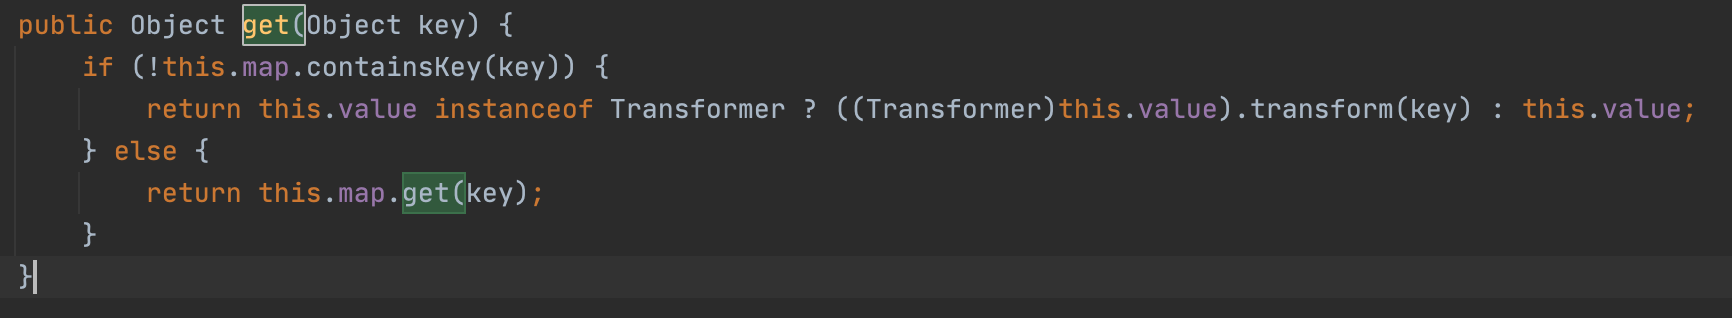 public Object get(Object key) {
    if (!this.map.containsKey(key)) {
        return this.value instanceof Transformer ? ((Transformer)this.value).transform(key) : this.value;
    } else {
        return this.map.get(key);
    }
}